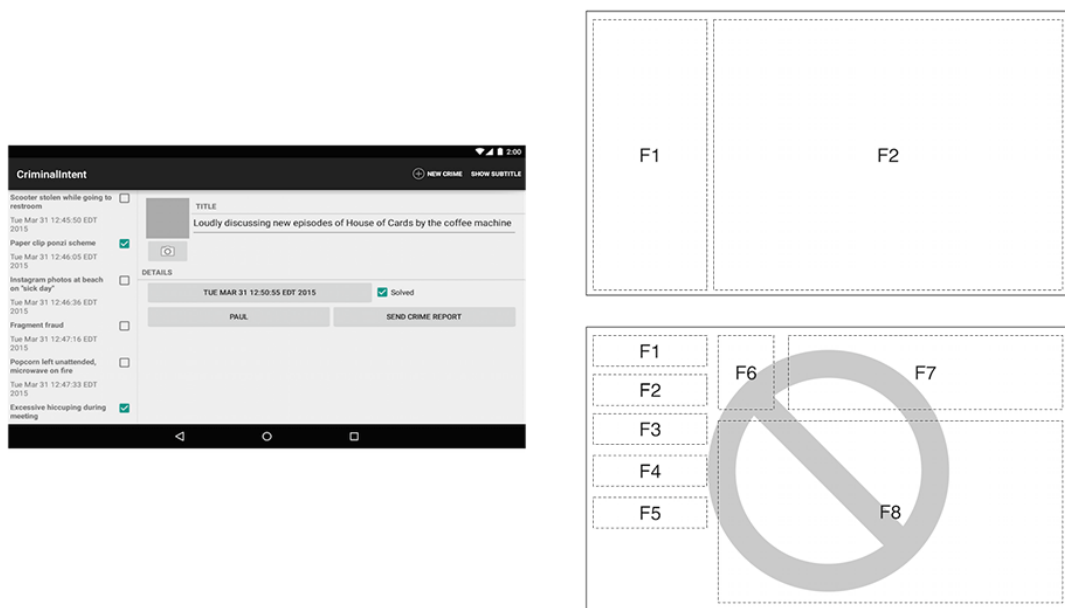 2:00
CriminalIntent
NEW CRIME SHOW SUBTITLE
Scooter stolen while going to
restroom
Tue Mar 31 12:45:50 EDT
2015
Paper clip ponzi scheme
Tue Mar 31 12:46:05 EDT
2015
Instagram photos at beach
on "sick day"
Tue Mar 31 12:46:36 EDT
2015
Fragment fraud
Tue Mar 31 12:47:16 EDT
2015
Popcorn left unattended,
microwave on fire
Tue Mar 31 12:47:33 EDT
2015
Excessive hiccuping during
meeting
TITLE
Loudly discussing new episodes of House of Cards by the coffee machine
DETAILS
TUE MAR 31 12:50:55 EDT 2015
Solved
PAUL
SEND CRIME REPORT
F1
F2
F1
F2
F3
F4
F5
F6
F7
F8